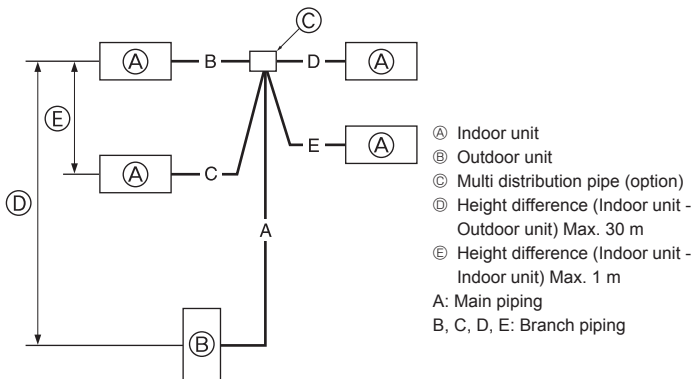 Ⓒ
Ⓐ B D Ⓐ
Ⓔ
Ⓐ C E Ⓐ
Ⓓ
A
Ⓑ
Ⓐ Indoor unit
Ⓑ Outdoor unit
Ⓒ Multi distribution pipe (option)
Ⓓ Height difference (Indoor unit -
Outdoor unit) Max. 30 m
Ⓔ Height difference (Indoor unit -
Indoor unit) Max. 1 m
A: Main piping
B, C, D, E: Branch piping